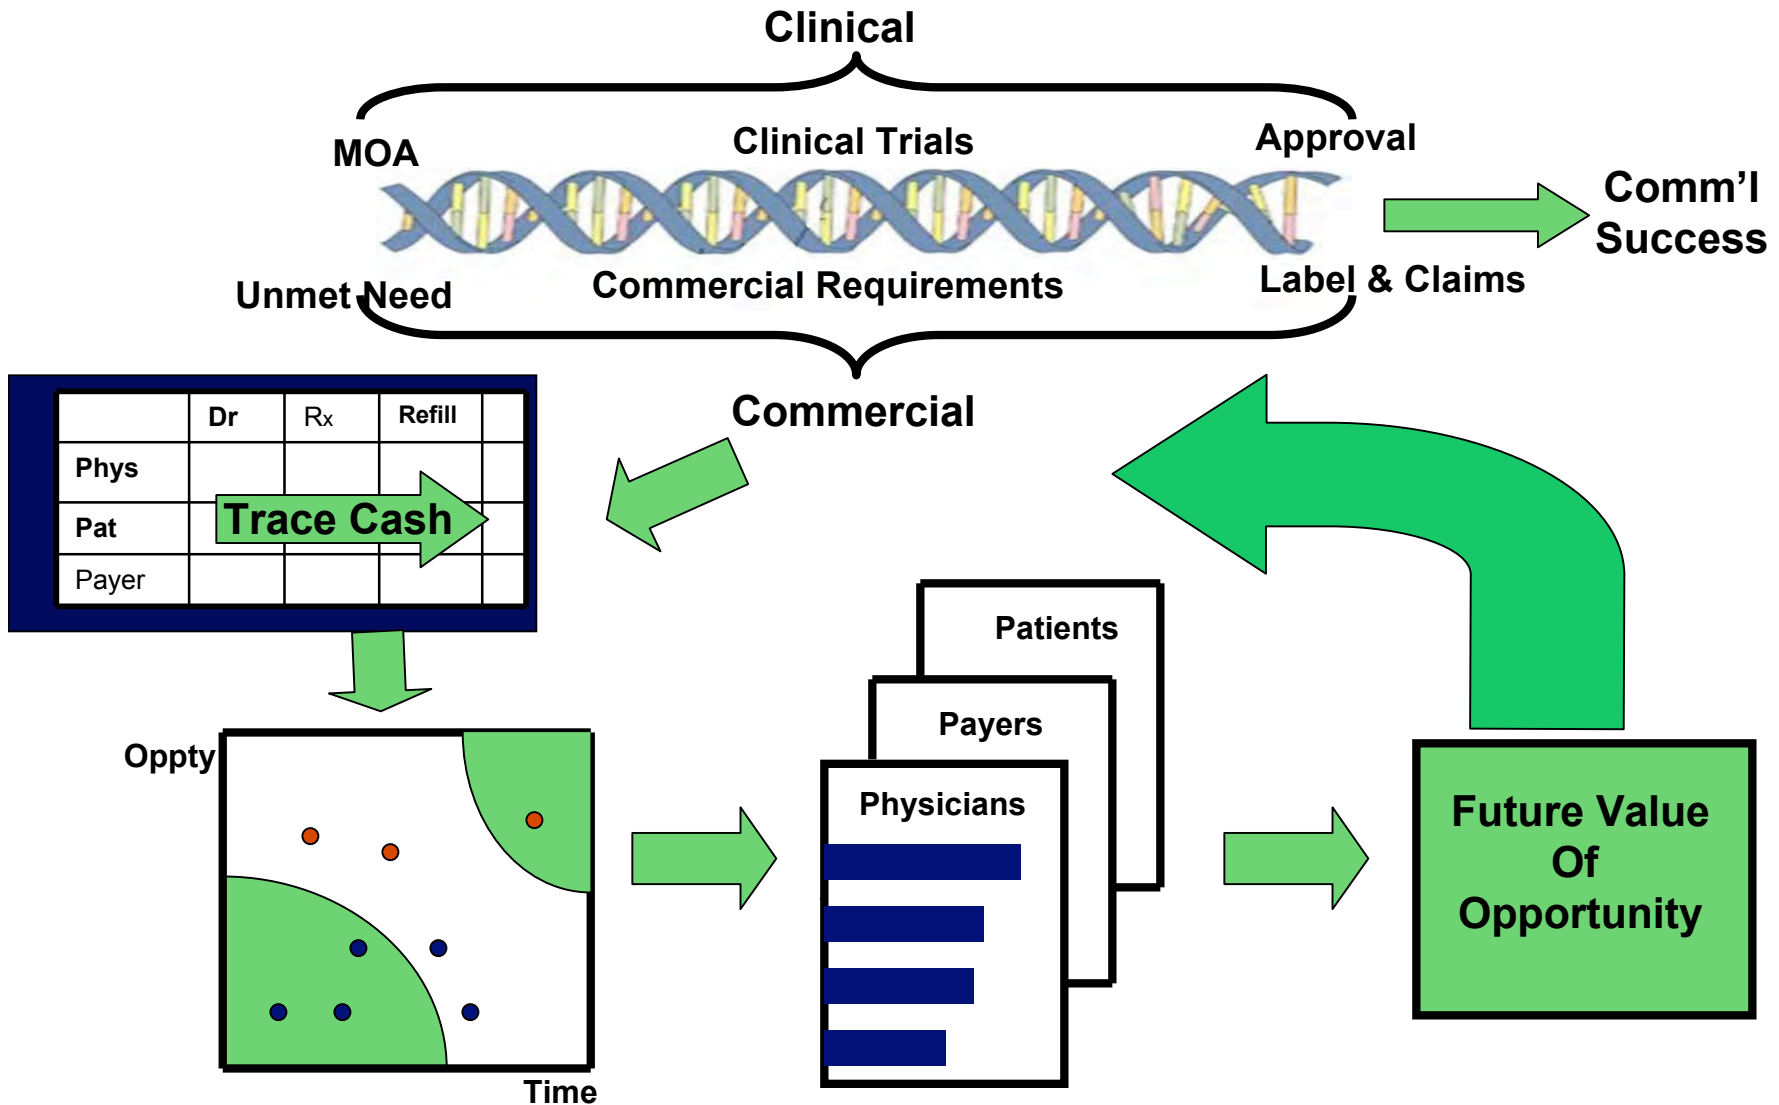 Clinical
MOA
Clinical Trials
Approval
Comm'l
Success
Unmet Need
Commercial Requirements
Label & Claims
Commercial
Dr
Rx
Refill
Phys
Pat
Trace Cash
Payer
Patients
Payers
Physicians
Oppty
Time
Future Value
Of
Opportunity